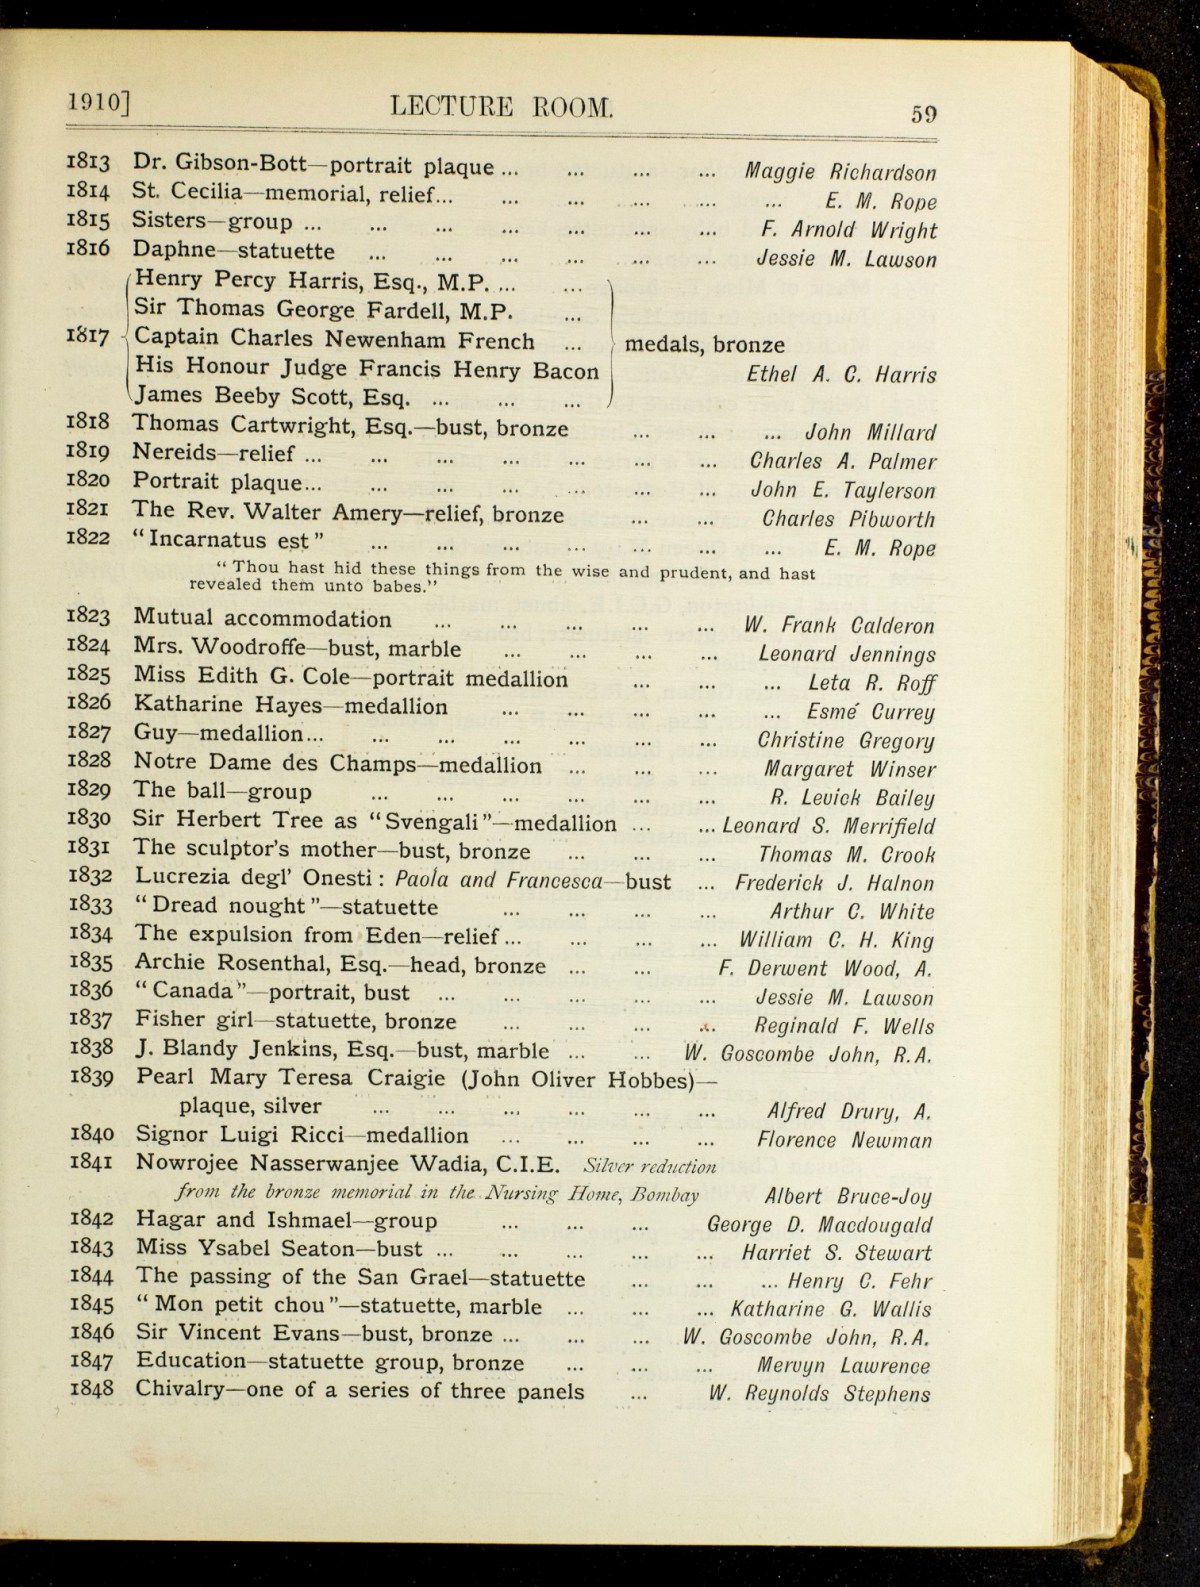 1910] LECTURE ROOM. 59
1813 Dr. Gibson-Bott—portrait plaque ... ... ... ... Maggie Richardson
1814 St. Cecilia—memorial, relief... ... ... ... ... ... E. M. Rope
1815 Sisters—group ... ... ... ... ... ... ... F. Arnold Wright
1816 Daphne—statuette ... ... ... ... ... ... Jessie M. Lawson
Henry Percy Harris, Esq., M.P. ... ...
Sir Thomas George Fardell, M.P. ...
1817 Captain Charles Newenham French ... medals, bronze
His Honour Judge Francis Henry Bacon Ethel A. C. Harris
James Beeby Scott, Esq. ... ... ...
1818 Thomas Cartwright, Esq.—bust, bronze ... ... ... John Millard
1819 Nereids—relief ... ... ... ... ... ... ... Charles A. Palmer
1820 Portrait plaque... ... ... ... ... ... ... John E. Taylerson
1821 The Rev. Walter Amery—relief, bronze ... ... Charles Pibworth
1822 “Incarnatus est” ... ... ... ... ... ... ... E. M. Rope
“Thou hast hid these things from the wise and prudent, and hast
revealed them unto babes.”
1823 Mutual accommodation ... ... ... ... ... W. Frank Calderon
1824 Mrs. Woodroffe—bust, marble ... ... ... ... Leonard Jennings
1825 Miss Edith G. Cole—portrait medallion ... ... ... Leta R. Roff
1826 Katharine Hayes—medallion ... ... ... ... ... Esmé Currey
1827 Guy—medallion... ... ... ... ... ... ... Christine Gregory
1828 Notre Dame des Champs—medallion ... ... ... Margaret Winser
1829 The ball—group ... ... ... ... ... ... R. Levick Bailey
1830 Sir Herbert Tree as “Svengali”—medallion ... ... Leonard S. Merrifield
1831 The sculptor's mother—bust, bronze ... ... ... Thomas M. Crook
1832 Lucrezia degl' Onesti: Paola and Francesca—bust ... Frederick J. Halnon
1833 “Dread nought”—statuette ... ... ... ... Arthur C. White
1834 The expulsion from Eden—relief ... ... ... ... William C. H. King
1835 Archie Rosenthal, Esq.—head, bronze ... ... F. Derwent Wood, A.
1836 “Canada”—portrait, bust ... ... ... ... ... Jessie M. Lawson
1837 Fisher girl—statuette, bronze ... ... ... ... Reginald F. Wells
1838 J. Blandy Jenkins, Esq.—bust, marble ... ... W. Goscombe John, R.A.
1839 Pearl Mary Teresa Craigie (John Oliver Hobbes)—
plaque, silver ... ... ... ... ... ... Alfred Drury, A.
1840 Signor Luigi Ricci—medallion ... ... ... ... Florence Newman
1841 Nowrojee Nasserwanjee Wadia, C.I.E. Silver reduction
from the bronze memorial in the Nursing Home, Bombay Albert Bruce-Joy
1842 Hagar and Ishmael—group ... ... ... George D. Macdougald
1843 Miss Ysabel Seaton—bust ... ... ... ... ... Harriet S. Stewart
1844 The passing of the San Grael—statuette ... ... ... Henry C. Fehr
1845 “Mon petit chou”—statuette, marble ... ... ... Katharine G. Wallis
1846 Sir Vincent Evans—bust, bronze ... ... ... W. Goscombe John, R.A.
1847 Education—statuette group, bronze ... ... ... Mervyn Lawrence
1848 Chivalry—one of a series of three panels ... W. Reynolds Stephens